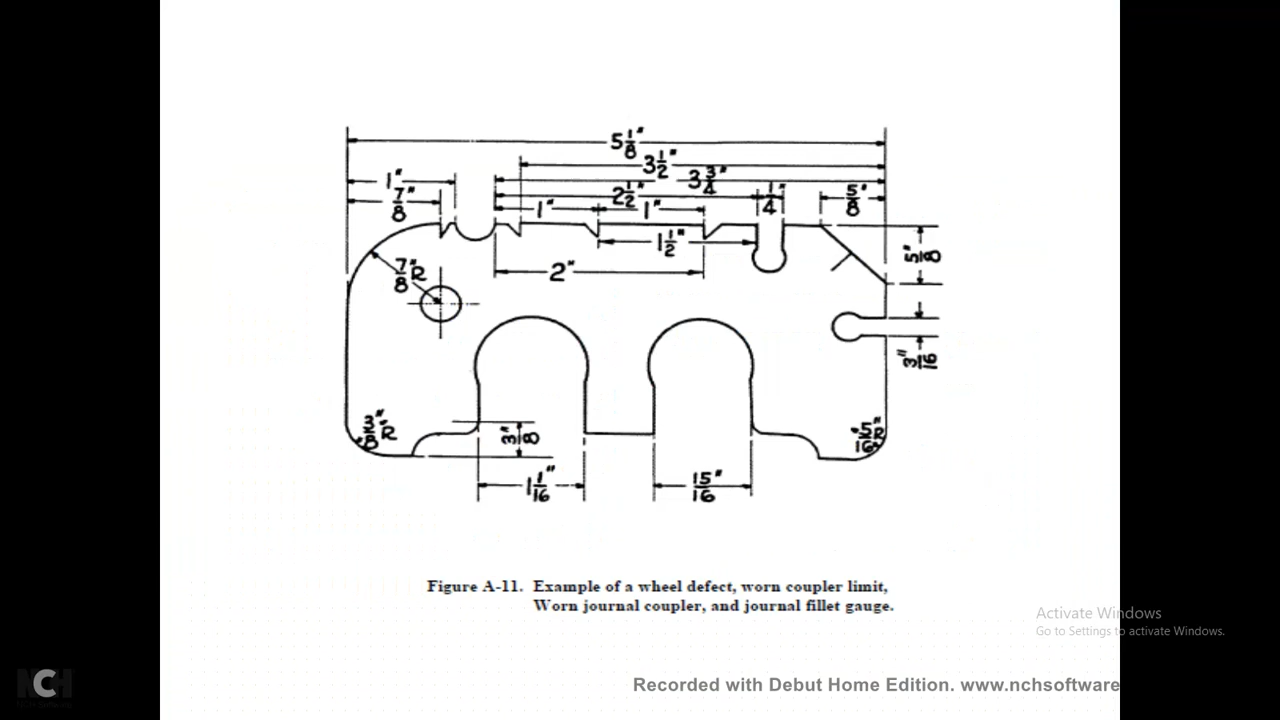 5 1/8"
3 1/2"
1" 3 3/4"
7/8" 2 1/2" 1/4" 5/8"
1" 1"
1 1/2" 5/8"
7/8"R 2"
3/16"
3/8"R 3/8" 5/16"R
1 1/16" 15/16"
Figure A-11. Example of a wheel defect, worn coupler limit,
Worn journal coupler, and journal fillet gauge.
Activate Windows
Go to Settings to activate Windows.
NCH
Recorded with Debut Home Edition. www.nchsoftware